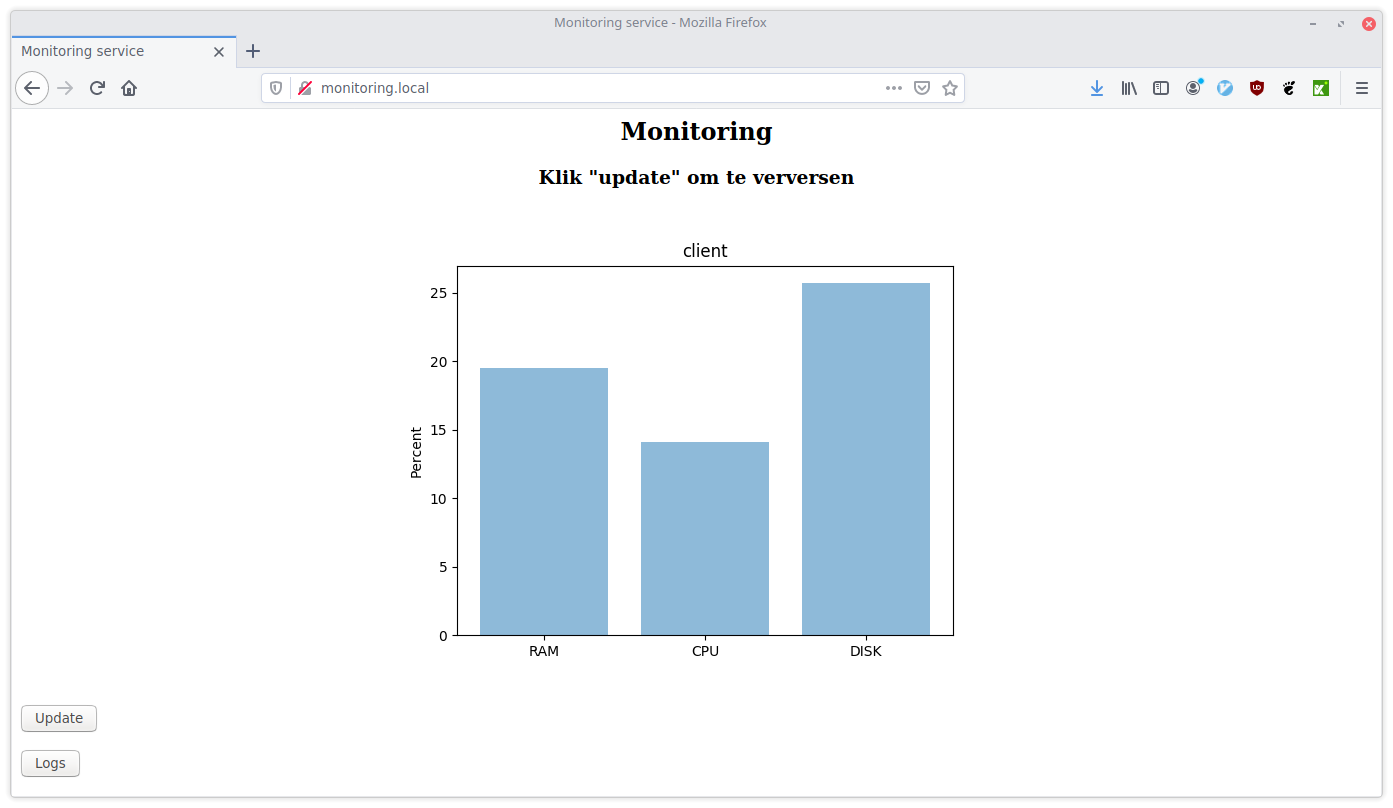 Monitoring service - Mozilla Firefox
Monitoring service
monitoring.local
Monitoring
Klik "update" om te verversen
client
25
20
15
10
5
0
Percent
RAM CPU DISK
Update
Logs